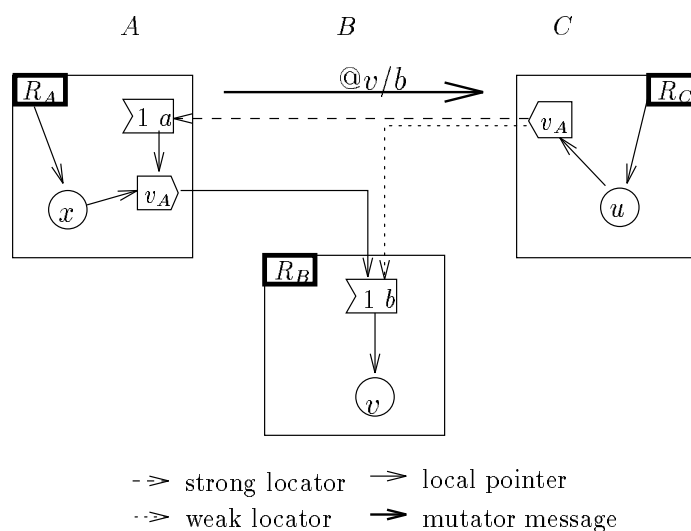 A B C
@v/b
R_A R_C
1 a v_A
x v_A u
R_B
1 b
v
strong locator local pointer
weak locator mutator message